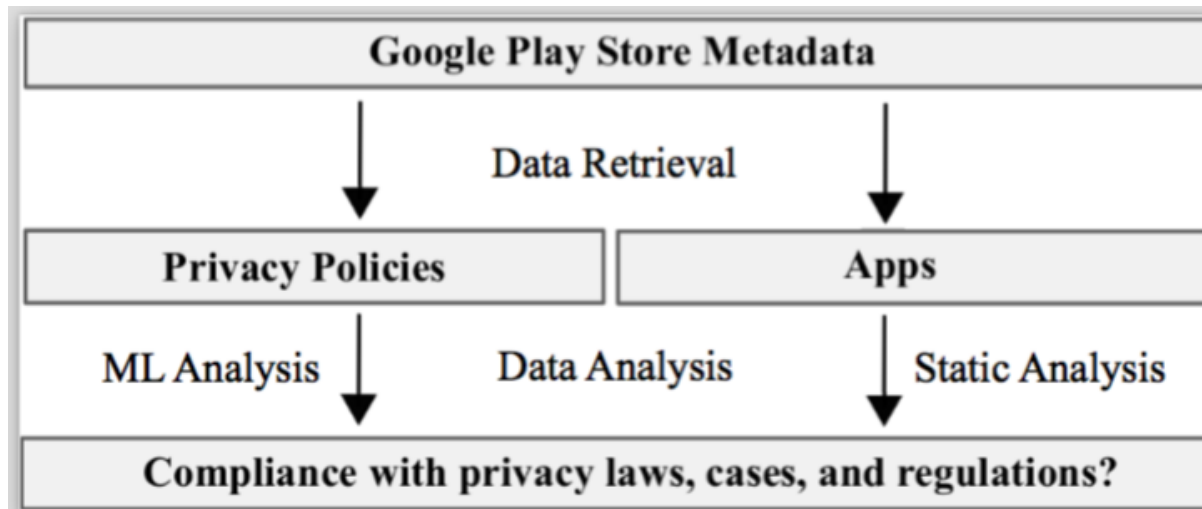 Google Play Store Metadata
Data Retrieval
Privacy Policies
Apps
ML Analysis
Data Analysis
Static Analysis
Compliance with privacy laws, cases, and regulations?